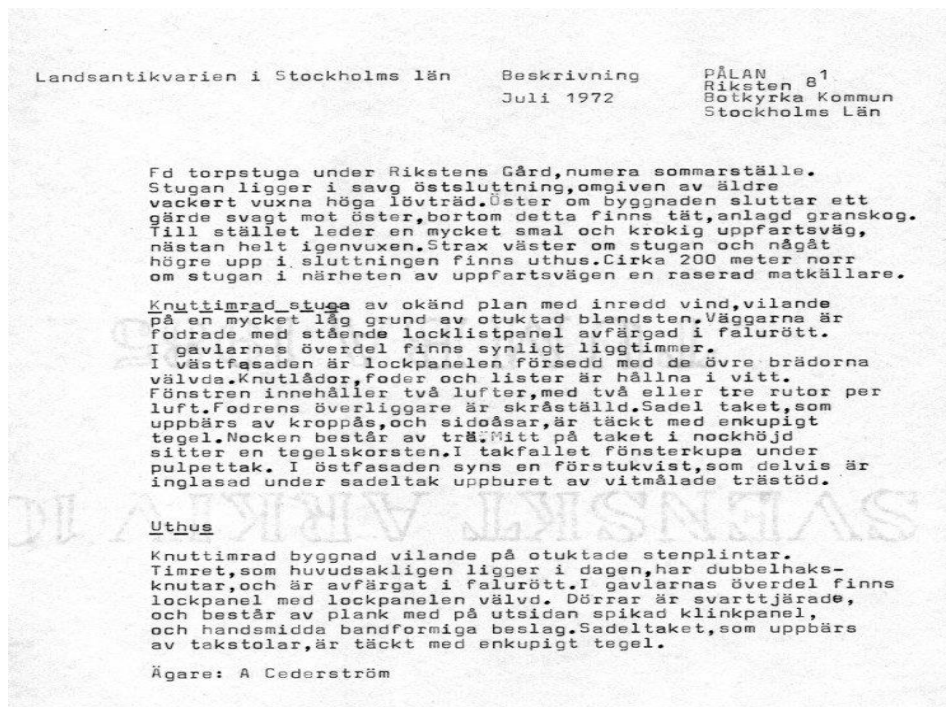 Landsantikvarien i Stockholms län Beskrivning PÅLAN
Riksten 8 1
Juli 1972 Botkyrka Kommun
Stockholms Län
Fd torpstuga under Rikstens Gård,numera sommarställe.
Stugan ligger i savg östsluttning,omgiven av äldre
vackert vuxna höga lövträd.Öster om byggnaden sluttar ett
gärde svagt mot öster,bortom detta finns tät,anlagd granskog.
Till stället leder en mycket smal och krokig uppfartsväg,
nästan helt igenvuxen.Strax väster om stugan och någåt
högre upp i sluttningen finns uthus.Cirka 200 meter norr
om stugan i närheten av uppfartsvägen en raserad matkällare.
Knuttimrad stuga av okänd plan med inredd vind,vilande
på en mycket låg grund av otuktad blandsten.Väggarna är
fodrade med stående locklistpanel avfärgad i falurött.
I gavlarnas överdel finns synligt liggtimmer.
I västfasaden är lockpanelen försedd med de övre brädorna
välvda.Knutlådor,foder och lister är hållna i vitt.
Fönstren innehåller två lufter,med två eller tre rutor per
luft.Fodrens överliggare är skråställd.Sadel taket,som
uppbärs av kroppås,och sidoåsar,är täckt med enkupigt
tegel.Nocken består av trä.Mitt på taket i nockhöjd
sitter en tegelskorsten.I takfallet fönsterkupa under
pulpettak. I östfasaden syns en förstukvist,som delvis är
inglasad under sadeltak uppburet av vitmålade trästöd.
Uthus
Knuttimrad byggnad vilande på otuktade stenplintar.
Timret,som huvudsakligen ligger i dagen,har dubbelhaks-
knutar,och är avfärgat i falurött.I gavlarnas överdel finns
lockpanel med lockpanelen välvd. Dörrar är svarttjärade,
och består av plank med på utsidan spikad klinkpanel,
och handsmidda bandformiga beslag.Sadeltaket,som uppbärs
av takstolar,är täckt med enkupigt tegel.
Ägare: A Cederström